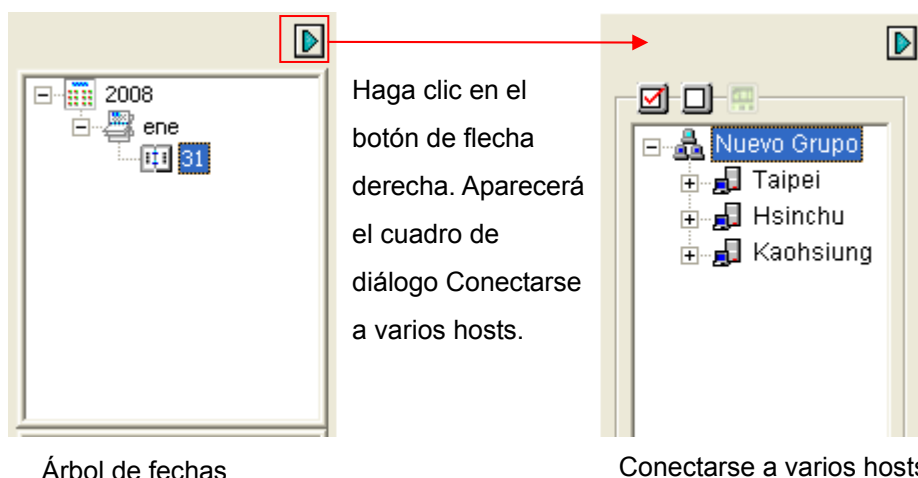 2008
ene
31
Haga clic en el
botón de flecha
derecha. Aparecerá
el cuadro de
diálogo Conectarse
a varios hosts.
Nuevo Grupo
Taipei
Hsinchu
Kaohsiung
Árbol de fechas
Conectarse a varios hosts